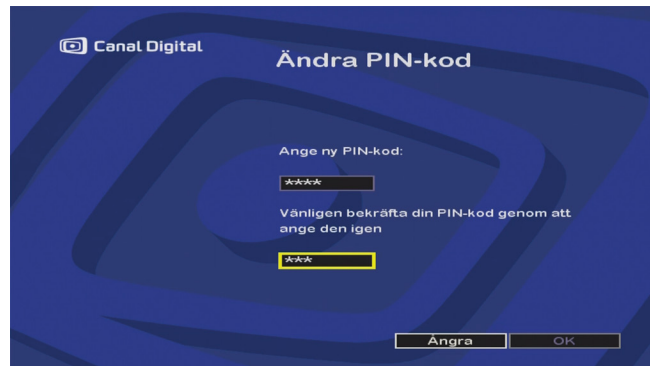 Canal Digital
Ändra PIN-kod
Ange ny PIN-kod:
****
Vänligen bekräfta din PIN-kod genom att
ange den igen
***
Ångra
OK